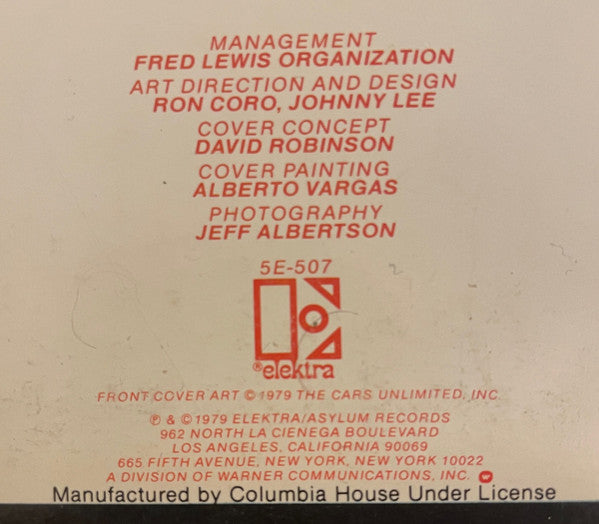 MANAGEMENT
FRED LEWIS ORGANIZATION
ART DIRECTION AND DESIGN
RON CORO, JOHNNY LEE
COVER CONCEPT
DAVID ROBINSON
COVER PAINTING
ALBERTO VARGAS
PHOTOGRAPHY
JEFF ALBERTSON
5E-507
®elektra
FRONT COVER ART ©1979 THE CARS UNLIMITED, INC.
℗ & ©1979 ELEKTRA/ASYLUM RECORDS
962 NORTH LA CIENEGA BOULEVARD
LOS ANGELES, CALIFORNIA 90069
665 FIFTH AVENUE, NEW YORK, NEW YORK 10022
A DIVISION OF WARNER COMMUNICATIONS, INC.
Manufactured by Columbia House Under License